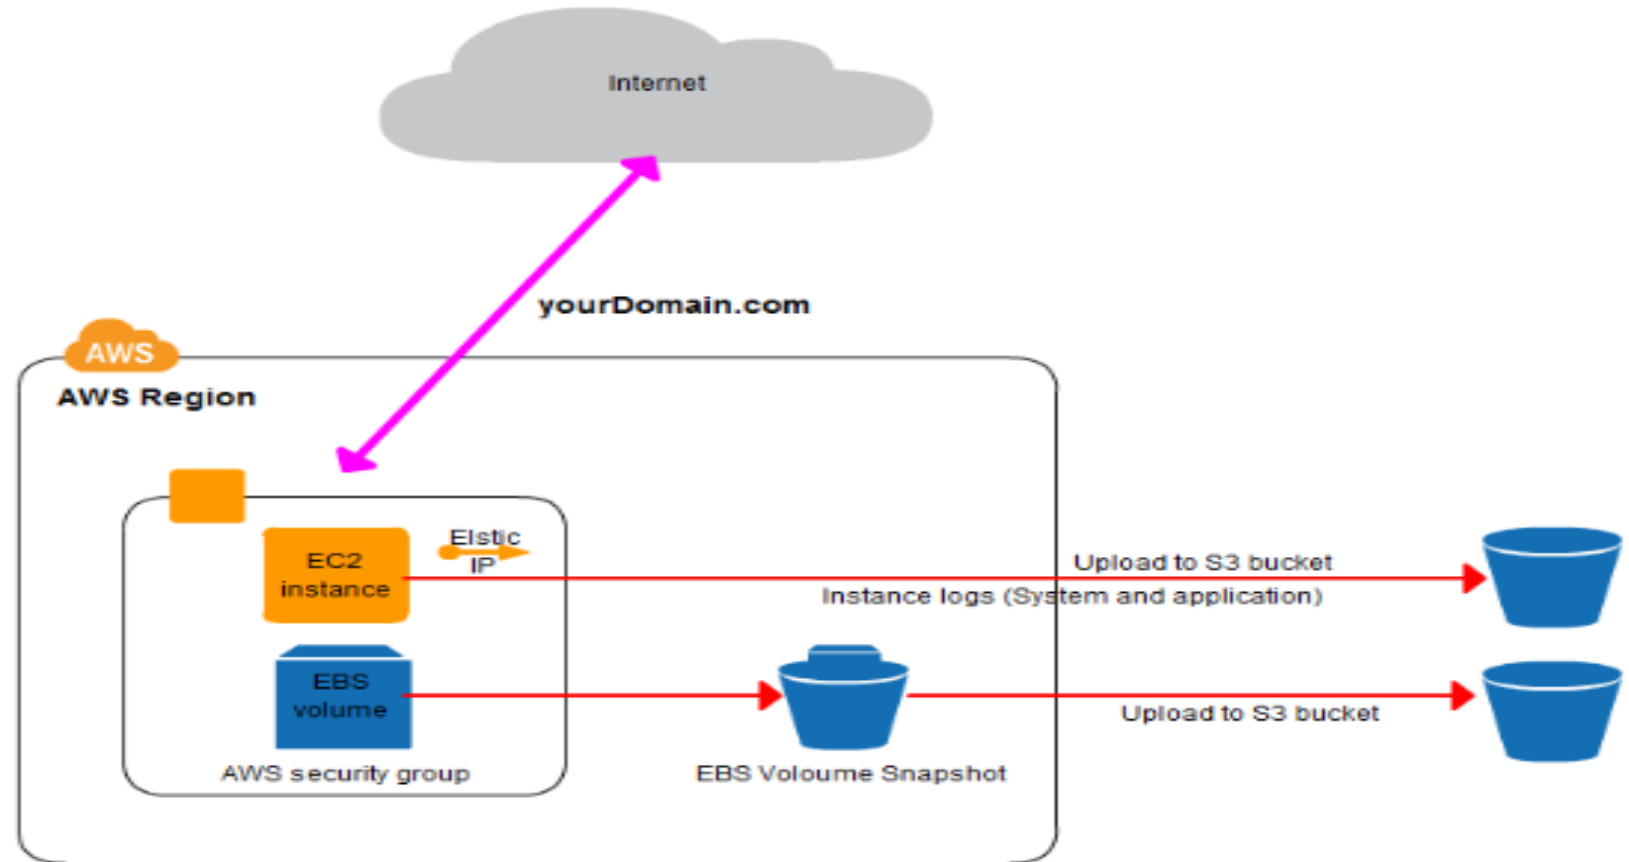 Internet
yourDomain.com
AWS
AWS Region
Elstic
IP
EC2
instance
Upload to S3 bucket
Instance logs (System and application)
EBS
volume
Upload to S3 bucket
AWS security group
EBS Voloume Snapshot